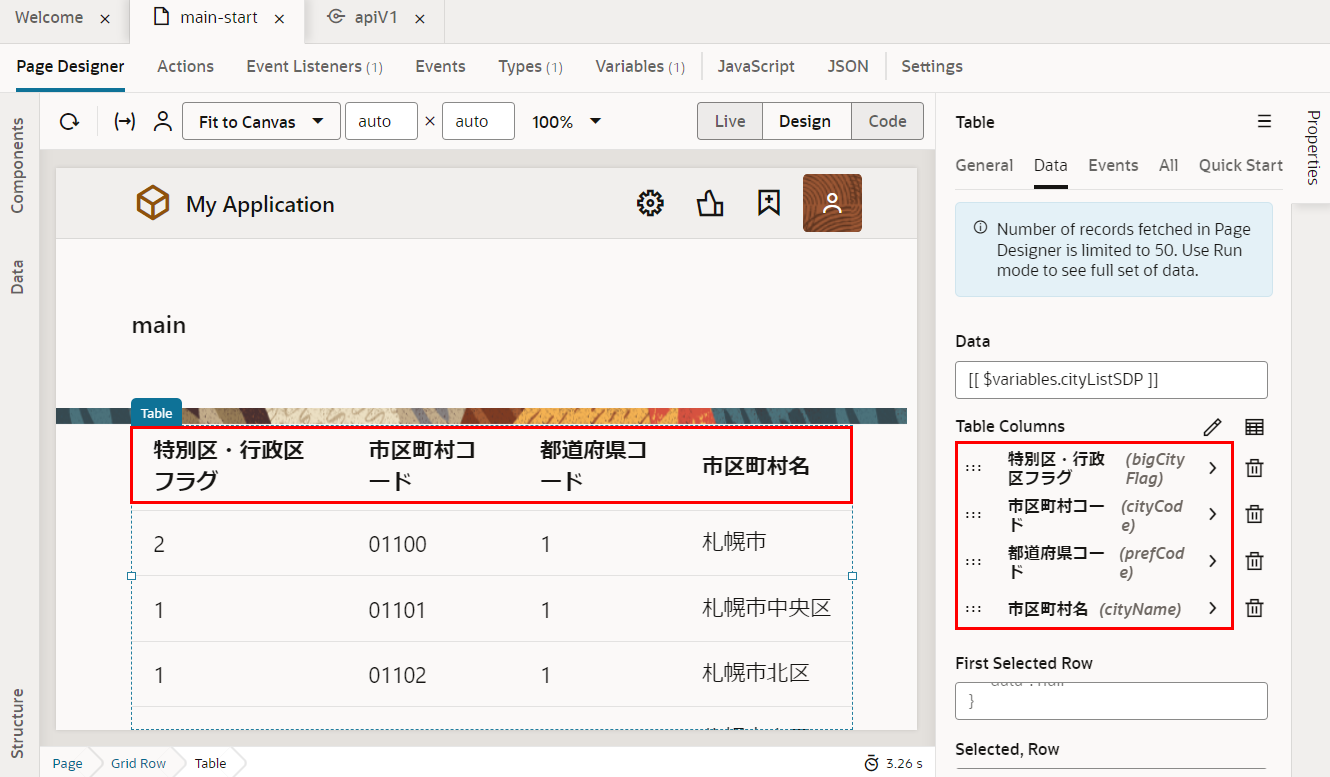 Welcome × main-start × apiV1 ×
Page Designer Actions Event Listeners (1) Events Types (1) Variables (1) JavaScript JSON Settings
Components
Data
Structure
Fit to Canvas auto × auto 100% Live Design Code
My Application
main
Table
特別区・行政区
フラグ
市区町村コ
ード
都道府県コ
ード
市区町村名
2 01100 1 札幌市
1 01101 1 札幌市中央区
1 01102 1 札幌市北区
Page Grid Row Table 3.26 s
Table
General Data Events All Quick Start
Number of records fetched in Page
Designer is limited to 50. Use Run
mode to see full set of data.
Data
[[ $variables.cityListSDP ]]
Table Columns
特別区・行政
区フラグ
(bigCity
Flag)
市区町村コー
ド
(cityCod
e)
都道府県コー
ド
(prefCod
e)
市区町村名 (cityName)
First Selected Row
}
Selected, Row
Properties